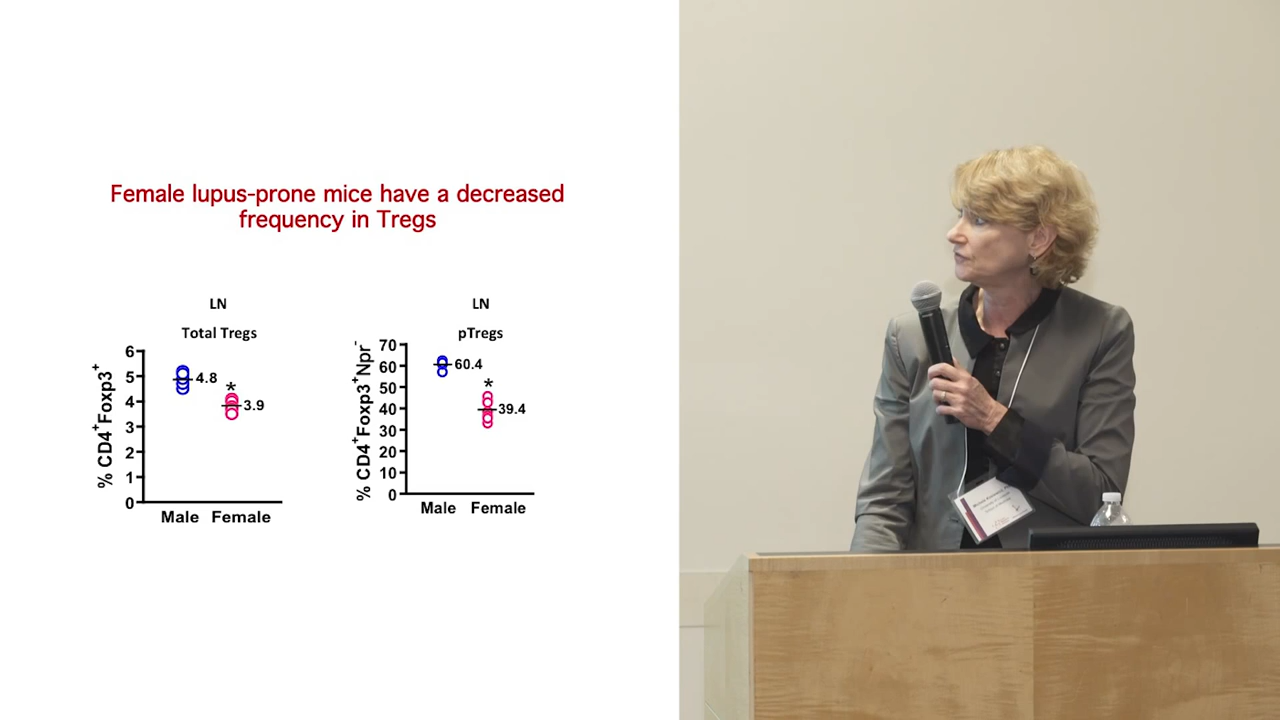 Female lupus-prone mice have a decreased
frequency in Tregs
LN
Total Tregs
% CD4+Foxp3+
6
5
4
3
2
1
0
4.8
*
3.9
Male Female
LN
pTregs
% CD4+Foxp3+Npr-
70
60
50
40
30
20
10
0
60.4
*
39.4
Male Female